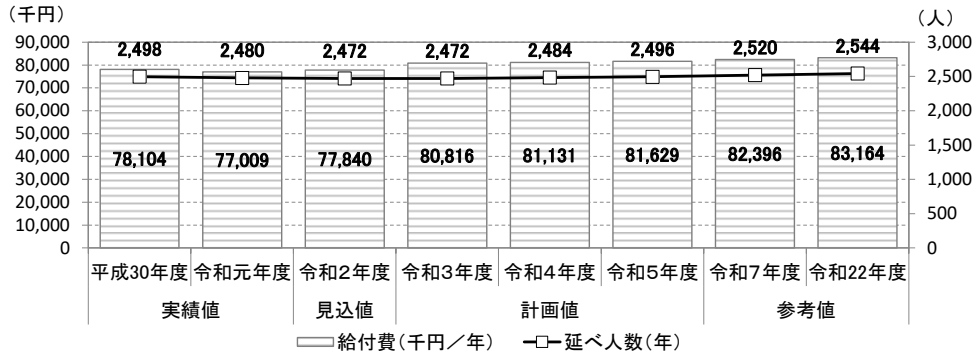 （千円）
（人）
90,000 2,498 2,480 2,472 2,472 2,484 2,496 2,520 2,544 3,000
80,000
2,500
70,000
60,000
2,000
50,000
40,000 78,104 77,009 77,840 80,816 81,131 81,629 82,396 83,164
1,500
30,000
1,000
20,000
500
10,000
0 0
平成30年度 令和元年度 令和2年度 令和3年度 令和4年度 令和5年度 令和7年度 令和22年度
実績値 見込値 計画値 参考値
給付費（千円／年） 延べ人数（年）